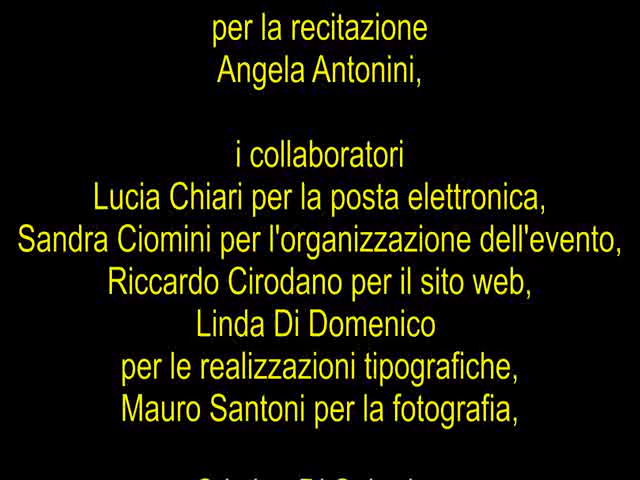 per la recitazione
Angela Antonini,
i collaboratori
Lucia Chiari per la posta elettronica,
Sandra Ciomini per l'organizzazione dell'evento,
Riccardo Cirodano per il sito web,
Linda Di Domenico
per le realizzazioni tipografiche,
Mauro Santoni per la fotografia,